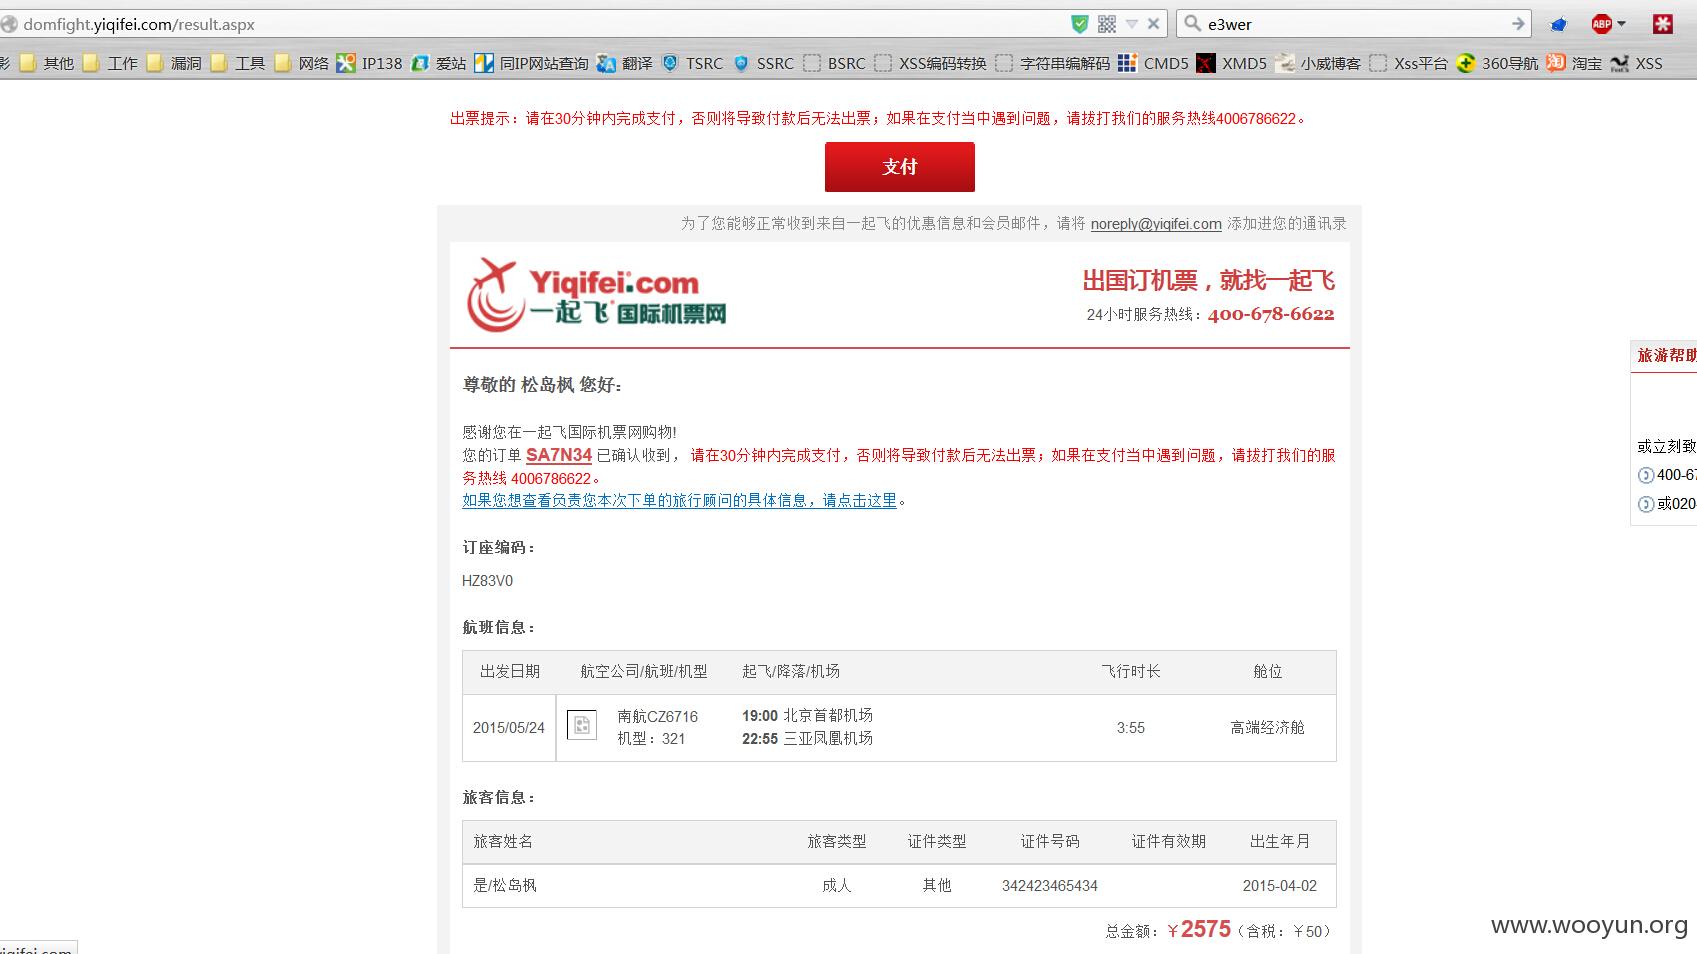 domfight.yiqifei.com/result.aspx
e3wer
ABP
影 其他 工作 漏洞 工具 网络 IP138 爱站 同IP网站查询 翻译 TSRC SSRC BSRC XSS编码转换 字符串编解码 CMD5 XMD5 小威博客 Xss平台 360导航 淘宝 XSS
出票提示：请在30分钟内完成支付，否则将导致付款后无法出票；如果在支付当中遇到问题，请拔打我们的服务热线4006786622。
支付
为了您能够正常收到来自一起飞的优惠信息和会员邮件，请将 noreply@yiqifei.com 添加进您的通讯录
Yiqifei.com
一起飞 国际机票网
出国订机票，就找一起飞
24小时服务热线：400-678-6622
尊敬的 松岛枫 您好：
感谢您在一起飞国际机票网购物!
您的订单 SA7N34 已确认收到， 请在30分钟内完成支付，否则将导致付款后无法出票；如果在支付当中遇到问题，请拔打我们的服
务热线 4006786622。
如果您想查看负责您本次下单的旅行顾问的具体信息，请点击这里。
订座编码：
HZ83V0
航班信息：
出发日期 航空公司/航班/机型 起飞/降落/机场 飞行时长 舱位
2015/05/24 南航CZ6716 19:00 北京首都机场 3:55 高端经济舱
机型：321 22:55 三亚凤凰机场
旅客信息：
旅客姓名 旅客类型 证件类型 证件号码 证件有效期 出生年月
是/松岛枫 成人 其他 342423465434 2015-04-02
总金额：￥2575（含税：￥50）
旅游帮助
或立刻致
400-67
或020-
www.wooyun.org